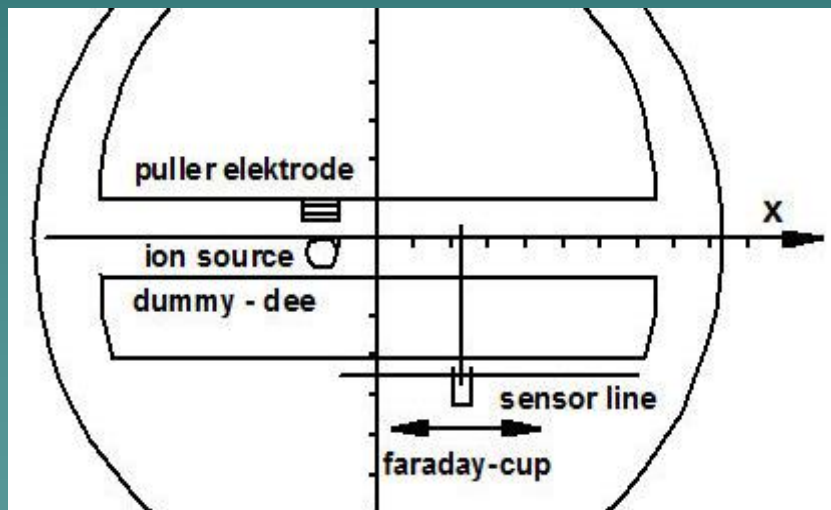 puller elektrode
X
ion source
dummy - dee
sensor line
faraday-cup